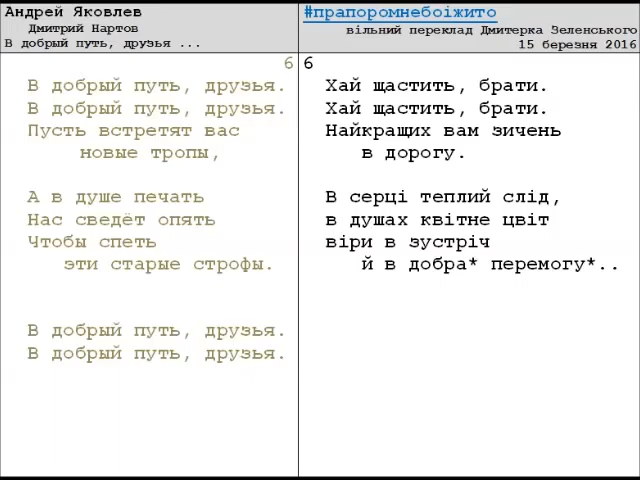 Андрей Яковлев
Дмитрий Нартов
В добрый путь, друзья ...
#прапоромнебоіжито
вільний переклад Дмитерка Зеленського
15 березня 2016
6
В добрый путь, друзья.
В добрый путь, друзья.
Пусть встретят вас
новые тропы,
А в душе печать
Нас сведёт опять
Чтобы спеть
эти старые строфы.
В добрый путь, друзья.
В добрый путь, друзья.
6
Хай щастить, брати.
Хай щастить, брати.
Найкращих вам зичень
в дорогу.
В серці теплий слід,
в душах квітне цвіт
віри в зустріч
й в добра* перемогу*..